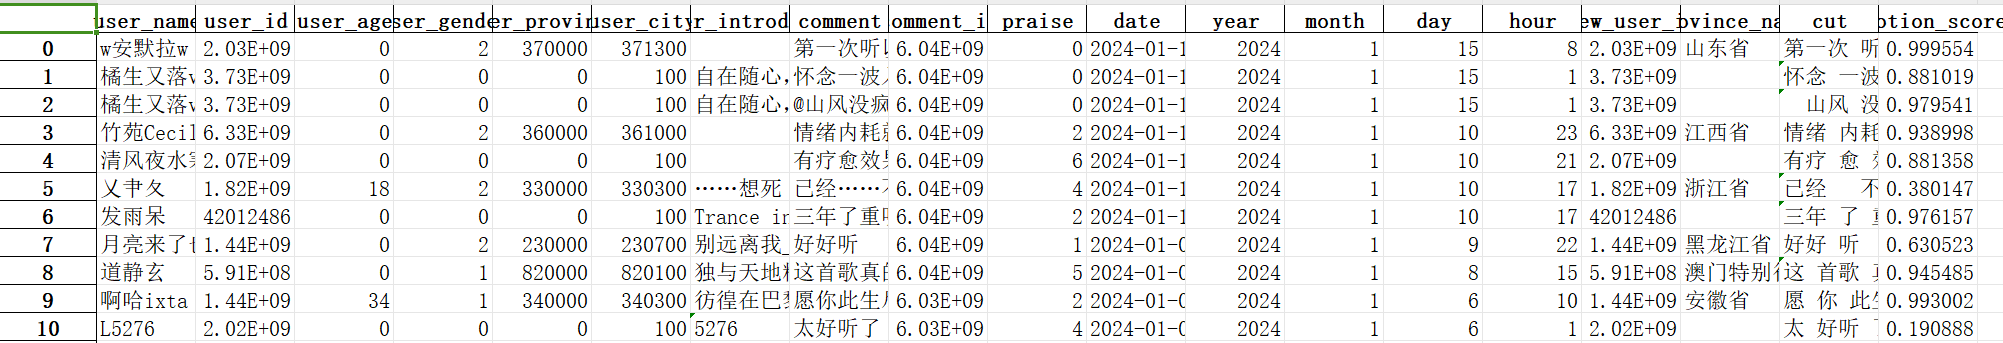 user_name user_id user_age ser_gende er_provin user_city r_introd comment omment_i praise date year month day hour ew_user_i ovince_na cut otion_score
0 w安默拉w 2.03E+09 0 2 370000 371300 第一次听 6.04E+09 0 2024-01-1 2024 1 15 8 2.03E+09 山东省 第一次 听 0.999554
1 橘生又落 3.73E+09 0 0 0 100 自在随心, 怀念一波 6.04E+09 0 2024-01-1 2024 1 15 1 3.73E+09 怀念 一波 0.881019
2 橘生又落 3.73E+09 0 0 0 100 自在随心, @山风没疯 6.04E+09 0 2024-01-1 2024 1 15 1 3.73E+09 山风 没 0.979541
3 竹苑Cecil 6.33E+09 0 2 360000 361000 情绪内耗 6.04E+09 2 2024-01-1 2024 1 10 23 6.33E+09 江西省 情绪 内耗 0.938998
4 清风夜水 2.07E+09 0 0 0 100 有疗愈效果 6.04E+09 6 2024-01-1 2024 1 10 21 2.07E+09 有疗 愈 0.881358
5 1.82E+09 18 2 330000 330300 ……想死 已经…… 6.04E+09 4 2024-01-1 2024 1 10 17 1.82E+09 浙江省 已经 不 0.380147
6 发雨呆 42012486 0 0 0 100 Trance in 三年了重 6.04E+09 2 2024-01-1 2024 1 10 17 42012486 三年 了 重 0.976157
7 月亮来了 1.44E+09 0 2 230000 230700 别远离我_ 好好听 6.04E+09 1 2024-01-0 2024 1 9 22 1.44E+09 黑龙江省 好好 听 0.630523
8 道静玄 5.91E+08 0 1 820000 820100 独与天地 这首歌真的 6.04E+09 5 2024-01-0 2024 1 8 15 5.91E+08 澳门特别 这 首歌 真 0.945485
9 啊哈ixta 1.44E+09 34 1 340000 340300 彷徨在巴 愿你此生 6.03E+09 2 2024-01-0 2024 1 6 10 1.44E+09 安徽省 愿 你 此生 0.993002
10 L5276 2.02E+09 0 0 0 100 5276 太好听了 6.03E+09 4 2024-01-0 2024 1 6 1 2.02E+09 太 好听 0.190888